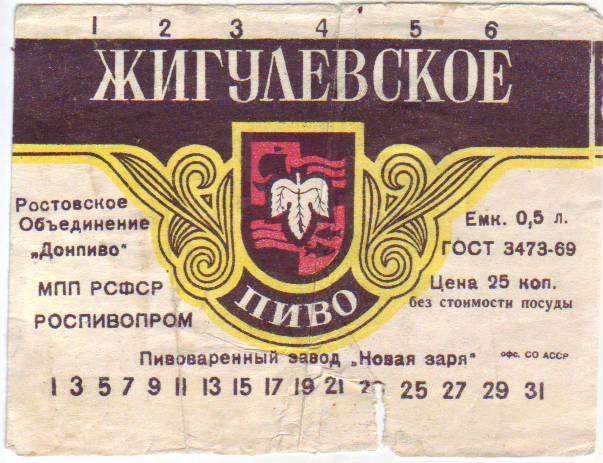 1 2 3 4 5 6
ЖИГУЛЕВСКОЕ
Ростовское
Объединение
„Донпиво“
МПП РСФСР
РОСПИВОПРОМ
ПИВО
Емк. 0,5 л.
ГОСТ 3473-69
Цена 25 коп.
без стоимости посуды
Пивоваренный завод „Новая заря“ офс. СО АССР
1 3 5 7 9 11 13 15 17 19 21 25 27 29 31